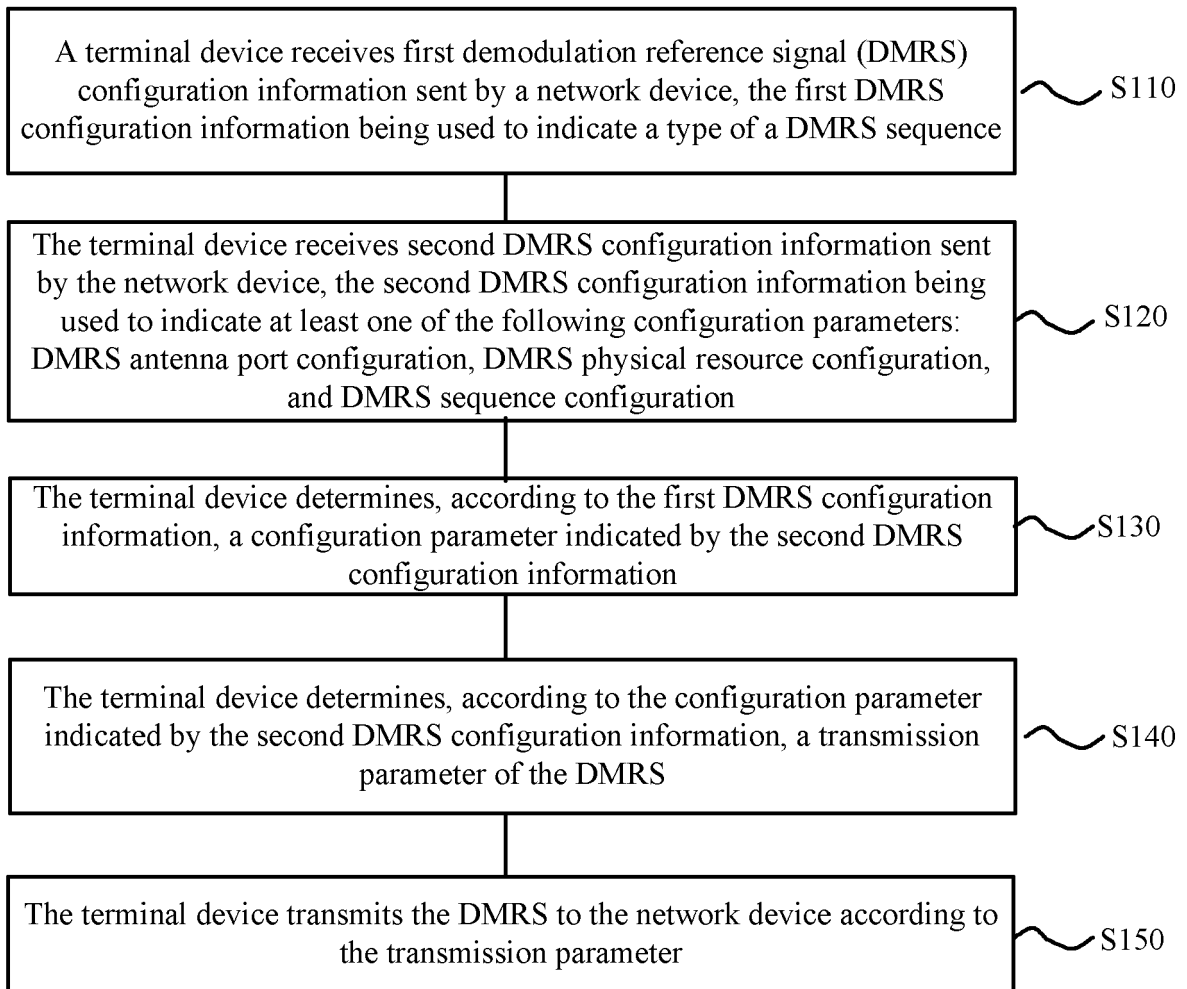 A terminal device receives first demodulation reference signal (DMRS)
configuration information sent by a network device, the first DMRS
configuration information being used to indicate a type of a DMRS sequence
S110
The terminal device receives second DMRS configuration information sent
by the network device, the second DMRS configuration information being
used to indicate at least one of the following configuration parameters:
DMRS antenna port configuration, DMRS physical resource configuration,
and DMRS sequence configuration
S120
The terminal device determines, according to the first DMRS configuration
information, a configuration parameter indicated by the second DMRS
configuration information
S130
The terminal device determines, according to the configuration parameter
indicated by the second DMRS configuration information, a transmission
parameter of the DMRS
S140
The terminal device transmits the DMRS to the network device according to
the transmission parameter
S150